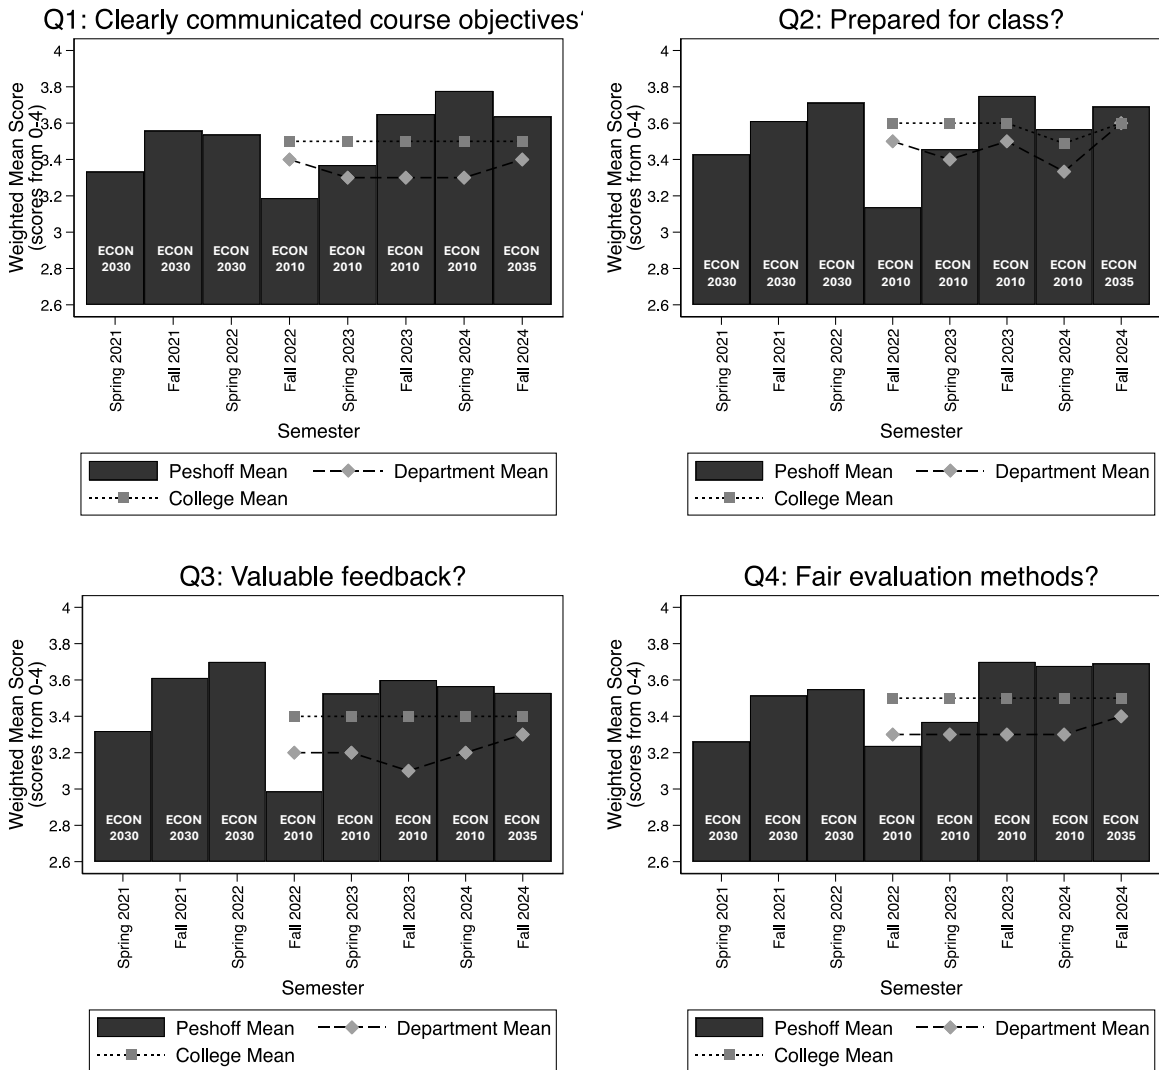 Q1: Clearly communicated course objectives?
Weighted Mean Score
(scores from 0-4)
4
3.8
3.6
3.4
3.2
3
2.8
2.6
ECON
2030
ECON
2030
ECON
2030
ECON
2010
ECON
2010
ECON
2010
ECON
2010
ECON
2035
Spring 2021
Fall 2021
Spring 2022
Fall 2022
Spring 2023
Fall 2023
Spring 2024
Fall 2024
Semester
Peshoff Mean
Department Mean
College Mean
Q2: Prepared for class?
Weighted Mean Score
(scores from 0-4)
4
3.8
3.6
3.4
3.2
3
2.8
2.6
ECON
2030
ECON
2030
ECON
2030
ECON
2010
ECON
2010
ECON
2010
ECON
2010
ECON
2035
Spring 2021
Fall 2021
Spring 2022
Fall 2022
Spring 2023
Fall 2023
Spring 2024
Fall 2024
Semester
Peshoff Mean
Department Mean
College Mean
Q3: Valuable feedback?
Weighted Mean Score
(scores from 0-4)
4
3.8
3.6
3.4
3.2
3
2.8
2.6
ECON
2030
ECON
2030
ECON
2030
ECON
2010
ECON
2010
ECON
2010
ECON
2010
ECON
2035
Spring 2021
Fall 2021
Spring 2022
Fall 2022
Spring 2023
Fall 2023
Spring 2024
Fall 2024
Semester
Peshoff Mean
Department Mean
College Mean
Q4: Fair evaluation methods?
Weighted Mean Score
(scores from 0-4)
4
3.8
3.6
3.4
3.2
3
2.8
2.6
ECON
2030
ECON
2030
ECON
2030
ECON
2010
ECON
2010
ECON
2010
ECON
2010
ECON
2035
Spring 2021
Fall 2021
Spring 2022
Fall 2022
Spring 2023
Fall 2023
Spring 2024
Fall 2024
Semester
Peshoff Mean
Department Mean
College Mean